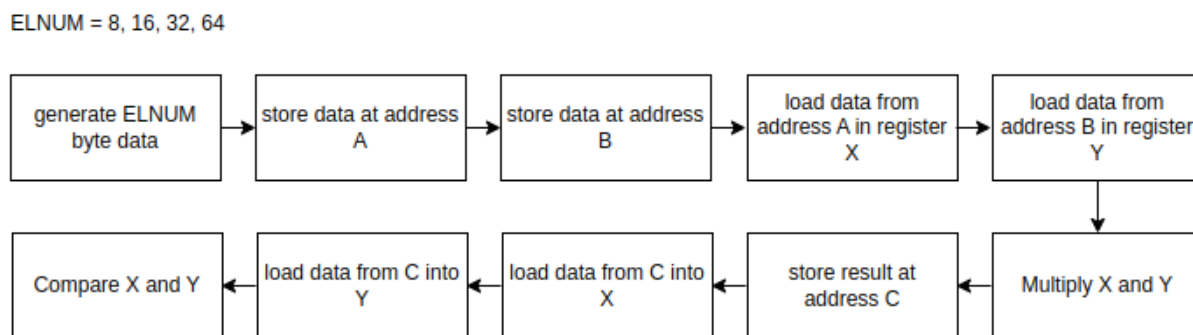 ELNUM = 8, 16, 32, 64
generate ELNUM
byte data
store data at address
A
store data at address
B
load data from
address A in register
X
load data from
address B in register
Y
Multiply X and Y
store result at
address C
load data from C into
X
load data from C into
Y
Compare X and Y